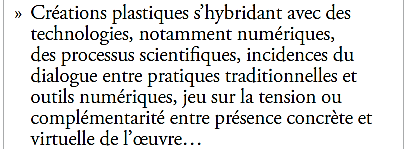 » Créations plastiques s’hybridant avec des
technologies, notamment numériques,
des processus scientifiques, incidences du
dialogue entre pratiques traditionnelles et
outils numériques, jeu sur la tension ou
complémentarité entre présence concrète et
virtuelle de l’œuvre…